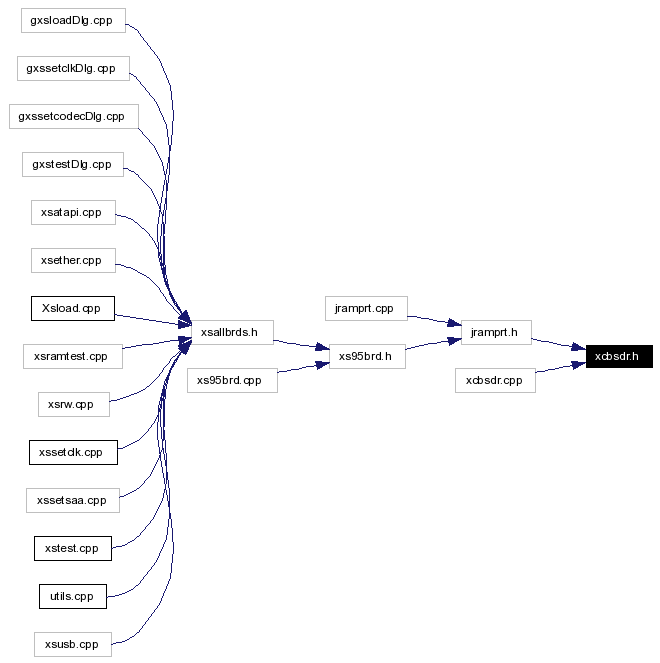 gxsloadDlg.cpp
gxssetclkDlg.cpp
gxssetcodecDlg.cpp
gxstestDlg.cpp
xsatapi.cpp
xsether.cpp
Xsload.cpp
jramprt.cpp
xsallbrds.h
jramprt.h
xsramtest.cpp
xs95brd.h
xcbsdr.h
xs95brd.cpp
xcbsdr.cpp
xsrw.cpp
xssetclk.cpp
xssetsaa.cpp
xstest.cpp
utils.cpp
xsusb.cpp